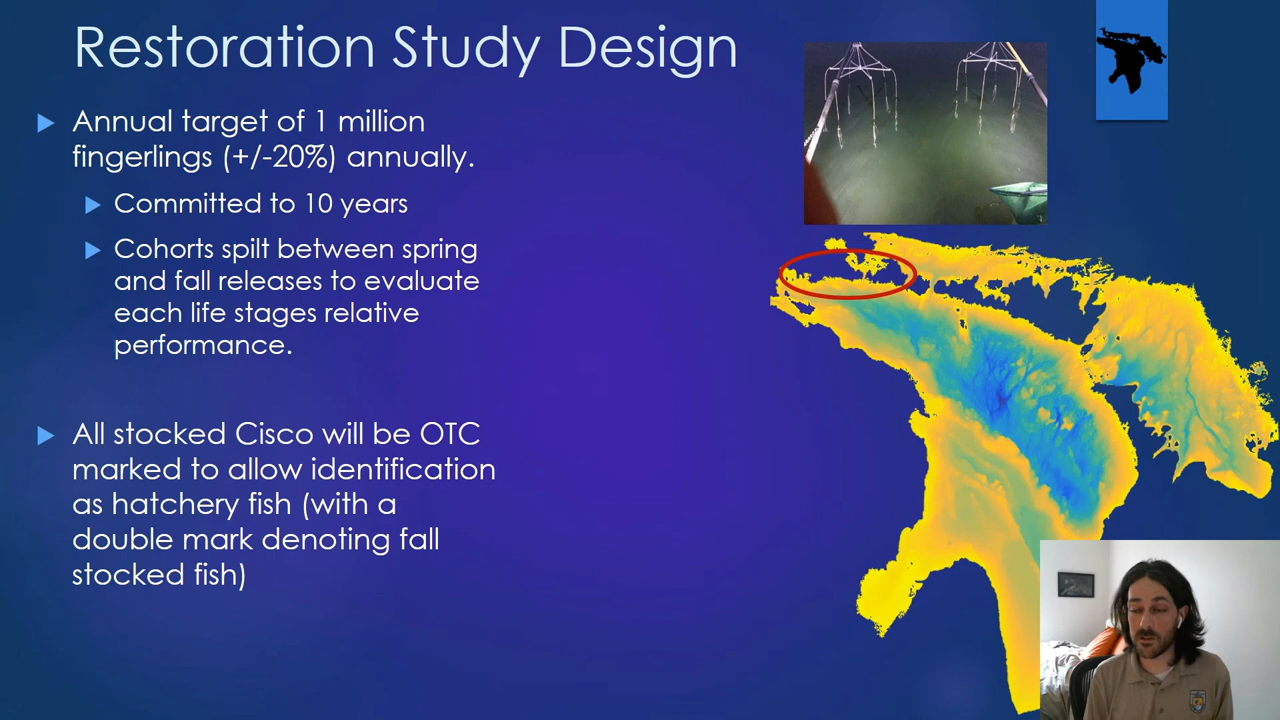 Restoration Study Design
Annual target of 1 million
fingerlings (+/-20%) annually.
Committed to 10 years
Cohorts spilt between spring
and fall releases to evaluate
each life stages relative
performance.
All stocked Cisco will be OTC
marked to allow identification
as hatchery fish (with a
double mark denoting fall
stocked fish)